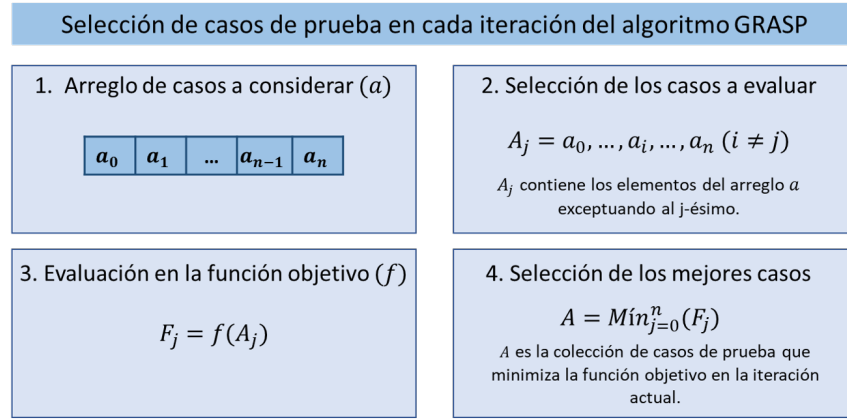 Selección de casos de prueba en cada iteración del algoritmo GRASP
1. Arreglo de casos a considerar (a)
a₀ a₁ ... aₙ₋₁ aₙ
2. Selección de los casos a evaluar
Aⱼ = a₀, … , aᵢ, … , aₙ (i ≠ j)
Aⱼ contiene los elementos del arreglo a
exceptuando al j-ésimo.
3. Evaluación en la función objetivo (f)
Fⱼ = f(Aⱼ)
4. Selección de los mejores casos
A = Mínⁿⱼ₌₀(Fⱼ)
A es la colección de casos de prueba que
minimiza la función objetivo en la iteración
actual.